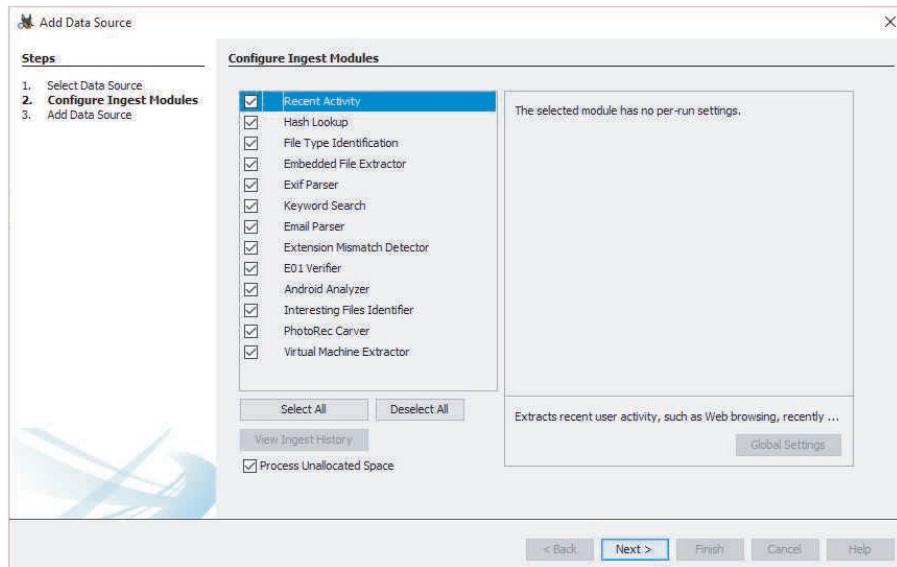 Add Data Source
Steps
1. Select Data Source
2. Configure Ingest Modules
3. Add Data Source
Configure Ingest Modules
Recent Activity
Hash Lookup
File Type Identification
Embedded File Extractor
Exif Parser
Keyword Search
Email Parser
Extension Mismatch Detector
E01 Verifier
Android Analyzer
Interesting Files Identifier
PhotoRec Carver
Virtual Machine Extractor
Select All
Deselect All
View Ingest History
Process Unallocated Space
The selected module has no per-run settings.
Extracts recent user activity, such as Web browsing, recently ...
Global Settings
< Back
Next >
Finish
Cancel
Help